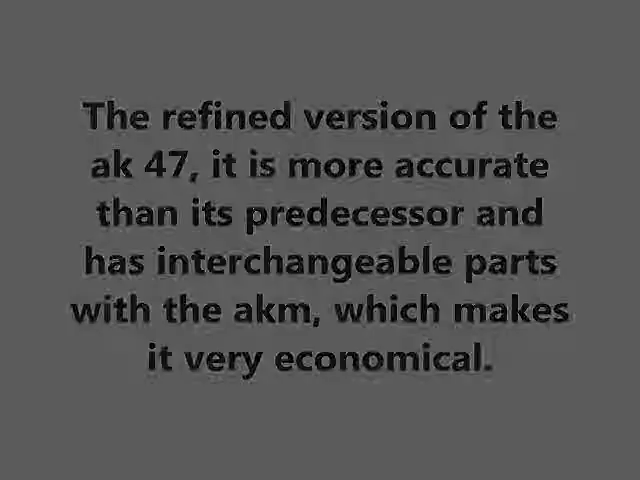 The refined version of the
ak 47, it is more accurate
than its predecessor and
has interchangeable parts
with the akm, which makes
it very economical.